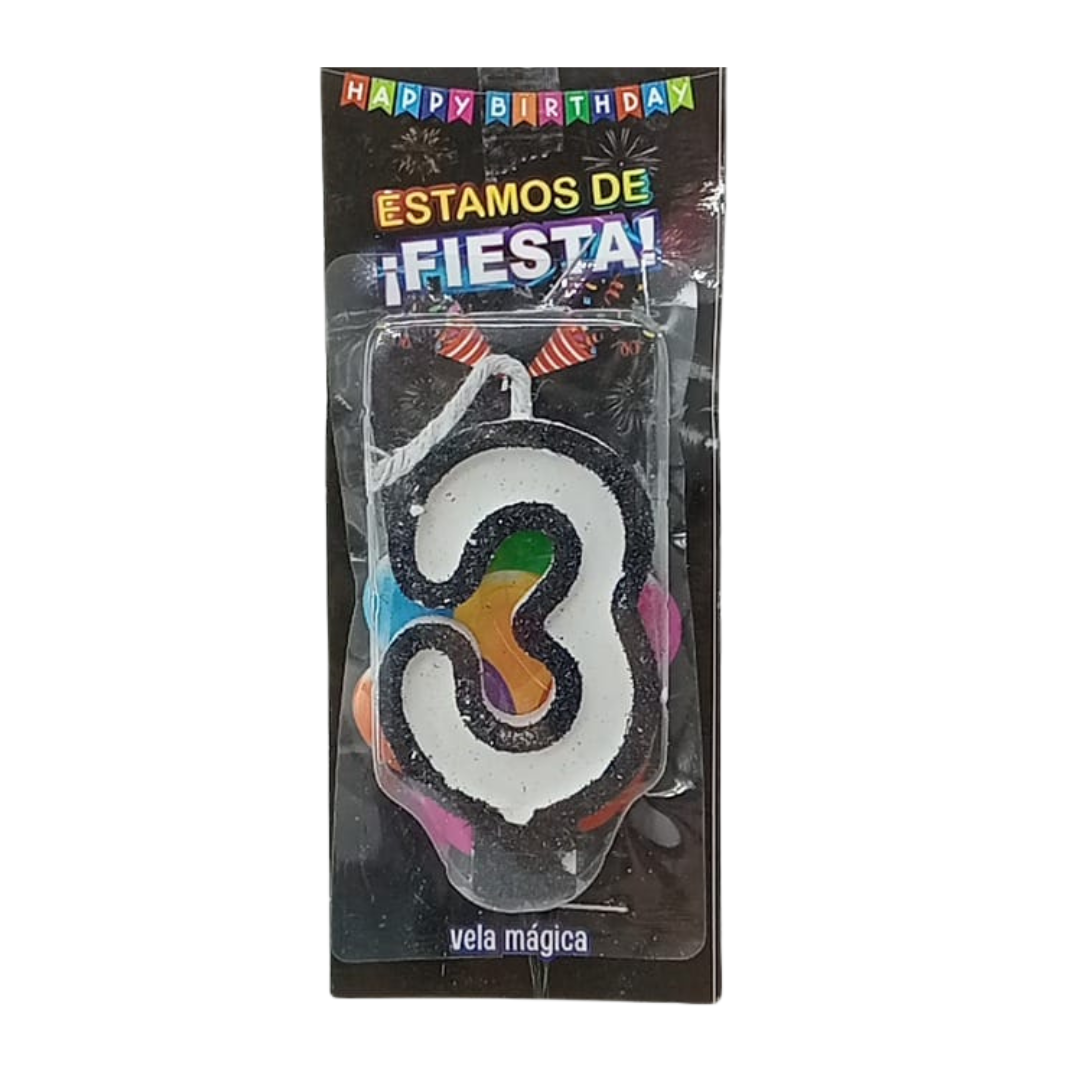 HAPPY BIRTHDAY
ESTAMOS DE
¡FIESTA!
3
vela mágica